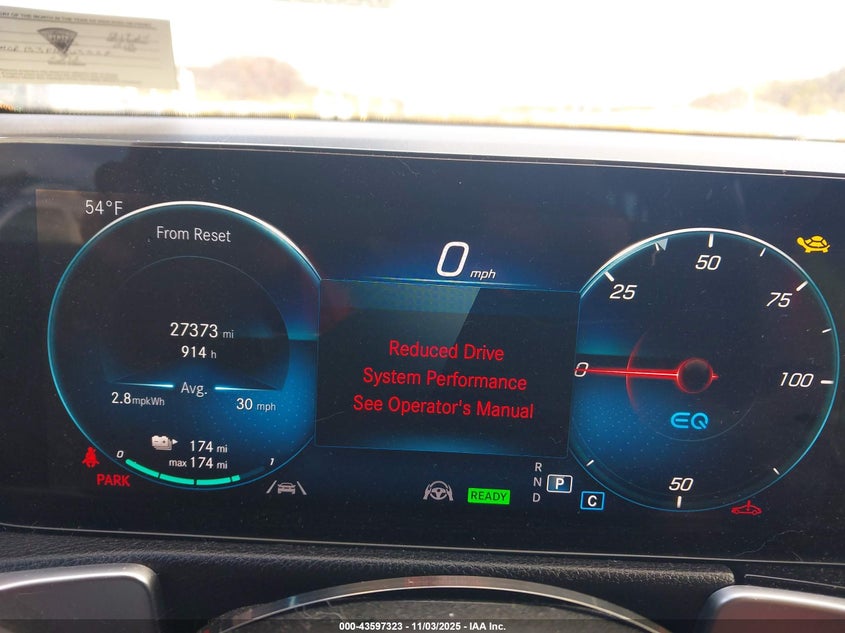 54°F
From Reset
0 mph
27373 mi
914 h
Avg.
2.8mpkWh
30 mph
174 mi
max 174 mi
0
1
PARK
Reduced Drive
System Performance
See Operator's Manual
READY
R
N
P
D
C
0
25
50
75
100
50
EQ
000-43597323 - 11/03/2025 - IAA Inc.